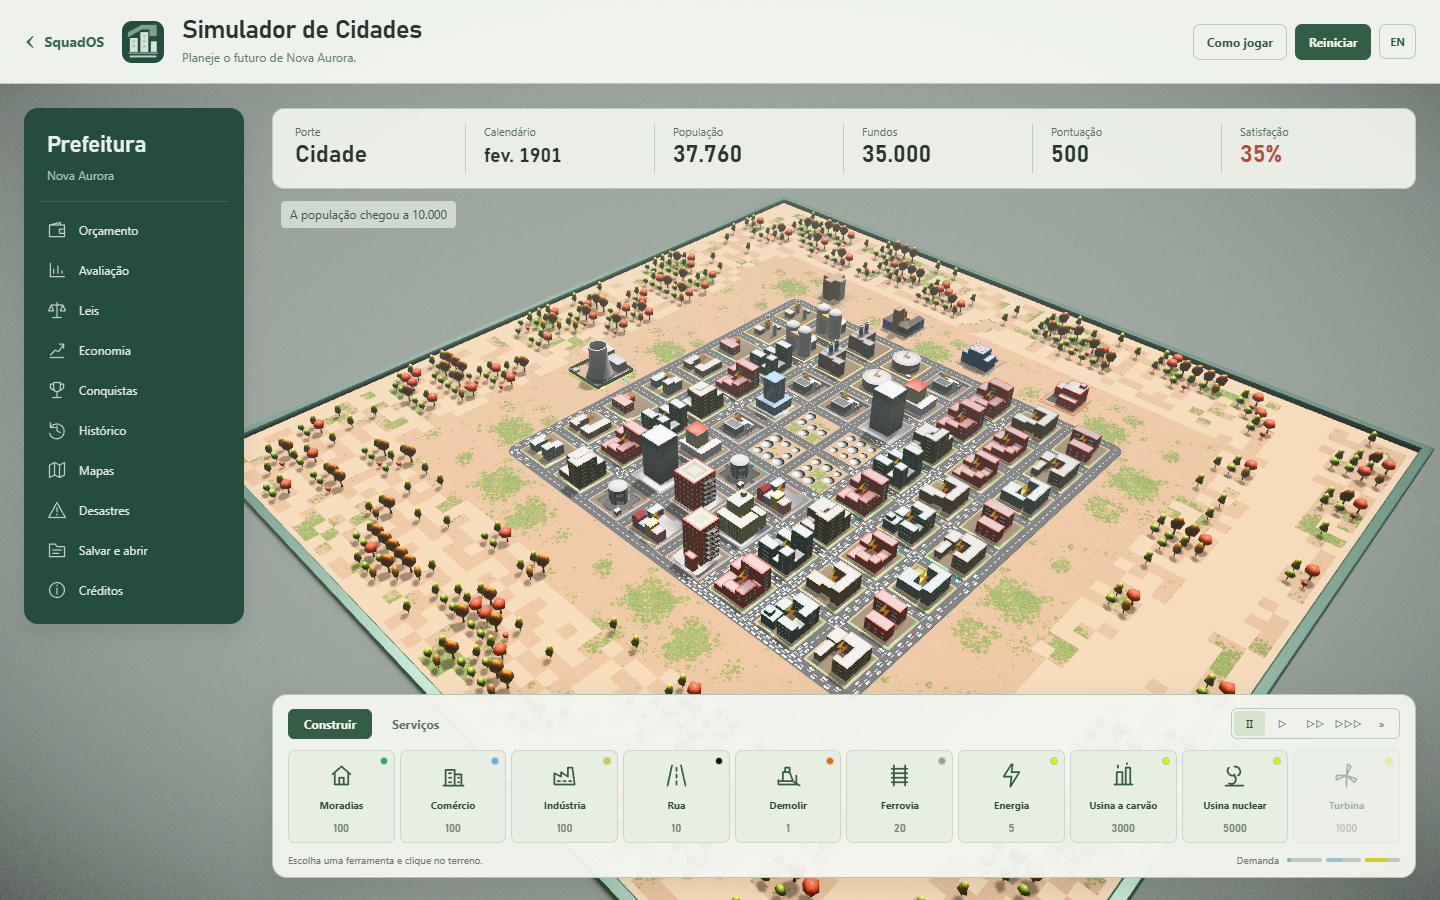 SquadOS
Simulador de Cidades
Planeje o futuro de Nova Aurora.
Como jogar
Reiniciar
EN
Prefeitura
Nova Aurora
Orçamento
Avaliação
Leis
Economia
Conquistas
Histórico
Mapas
Desastres
Salvar e abrir
Créditos
Porte
Cidade
Calendário
fev. 1901
População
37.760
Fundos
35.000
Pontuação
500
Satisfação
35%
A população chegou a 10.000
Construir
Serviços
Moradias
100
Comércio
100
Indústria
100
Rua
10
Demolir
1
Ferrovia
20
Energia
5
Usina a carvão
3000
Usina nuclear
5000
Turbina
1000
Escolha uma ferramenta e clique no terreno.
Demanda